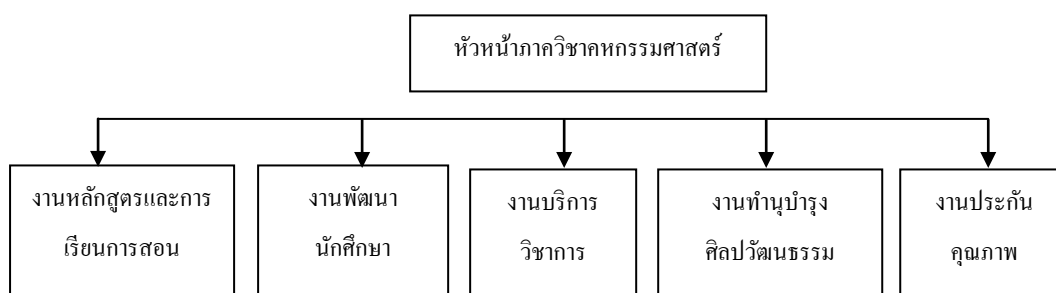 หัวหน้าภาควิชาคหกรรมศาสตร์
งานหลักสูตรและการ
เรียนการสอน
งานพัฒนา
นักศึกษา
งานบริการ
วิชาการ
งานทำนุบำรุง
ศิลปวัฒนธรรม
งานประกัน
คุณภาพ